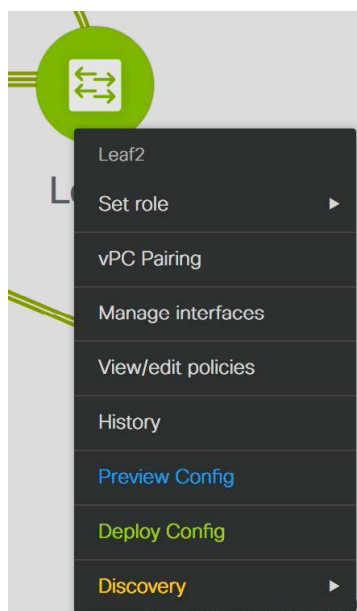 Leaf2
Set role
vPC Pairing
Manage interfaces
View/edit policies
History
Preview Config
Deploy Config
Discovery